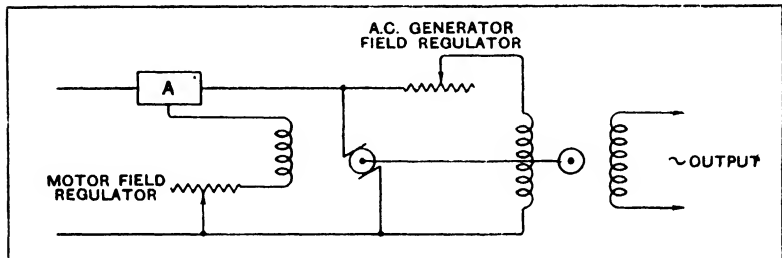 A.C. GENERATOR
FIELD REGULATOR
A
MOTOR FIELD
REGULATOR
~OUTPUT